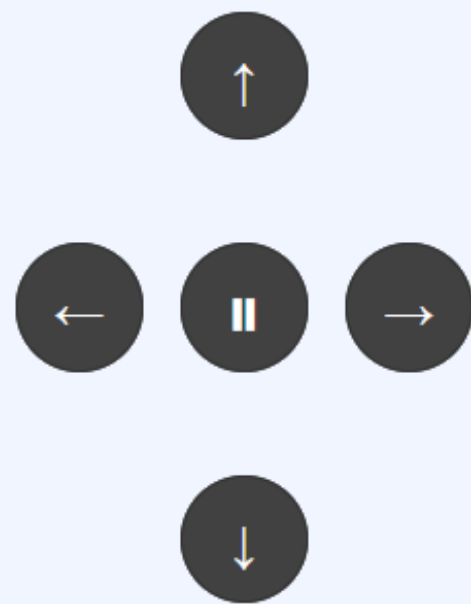 ↑
← ⏸ →
↓